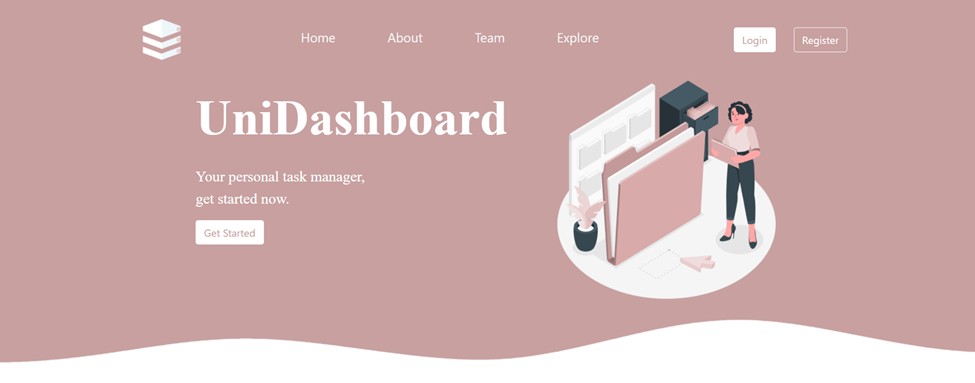 Home About Team Explore Login Register
UniDashboard
Your personal task manager,
get started now.
Get Started